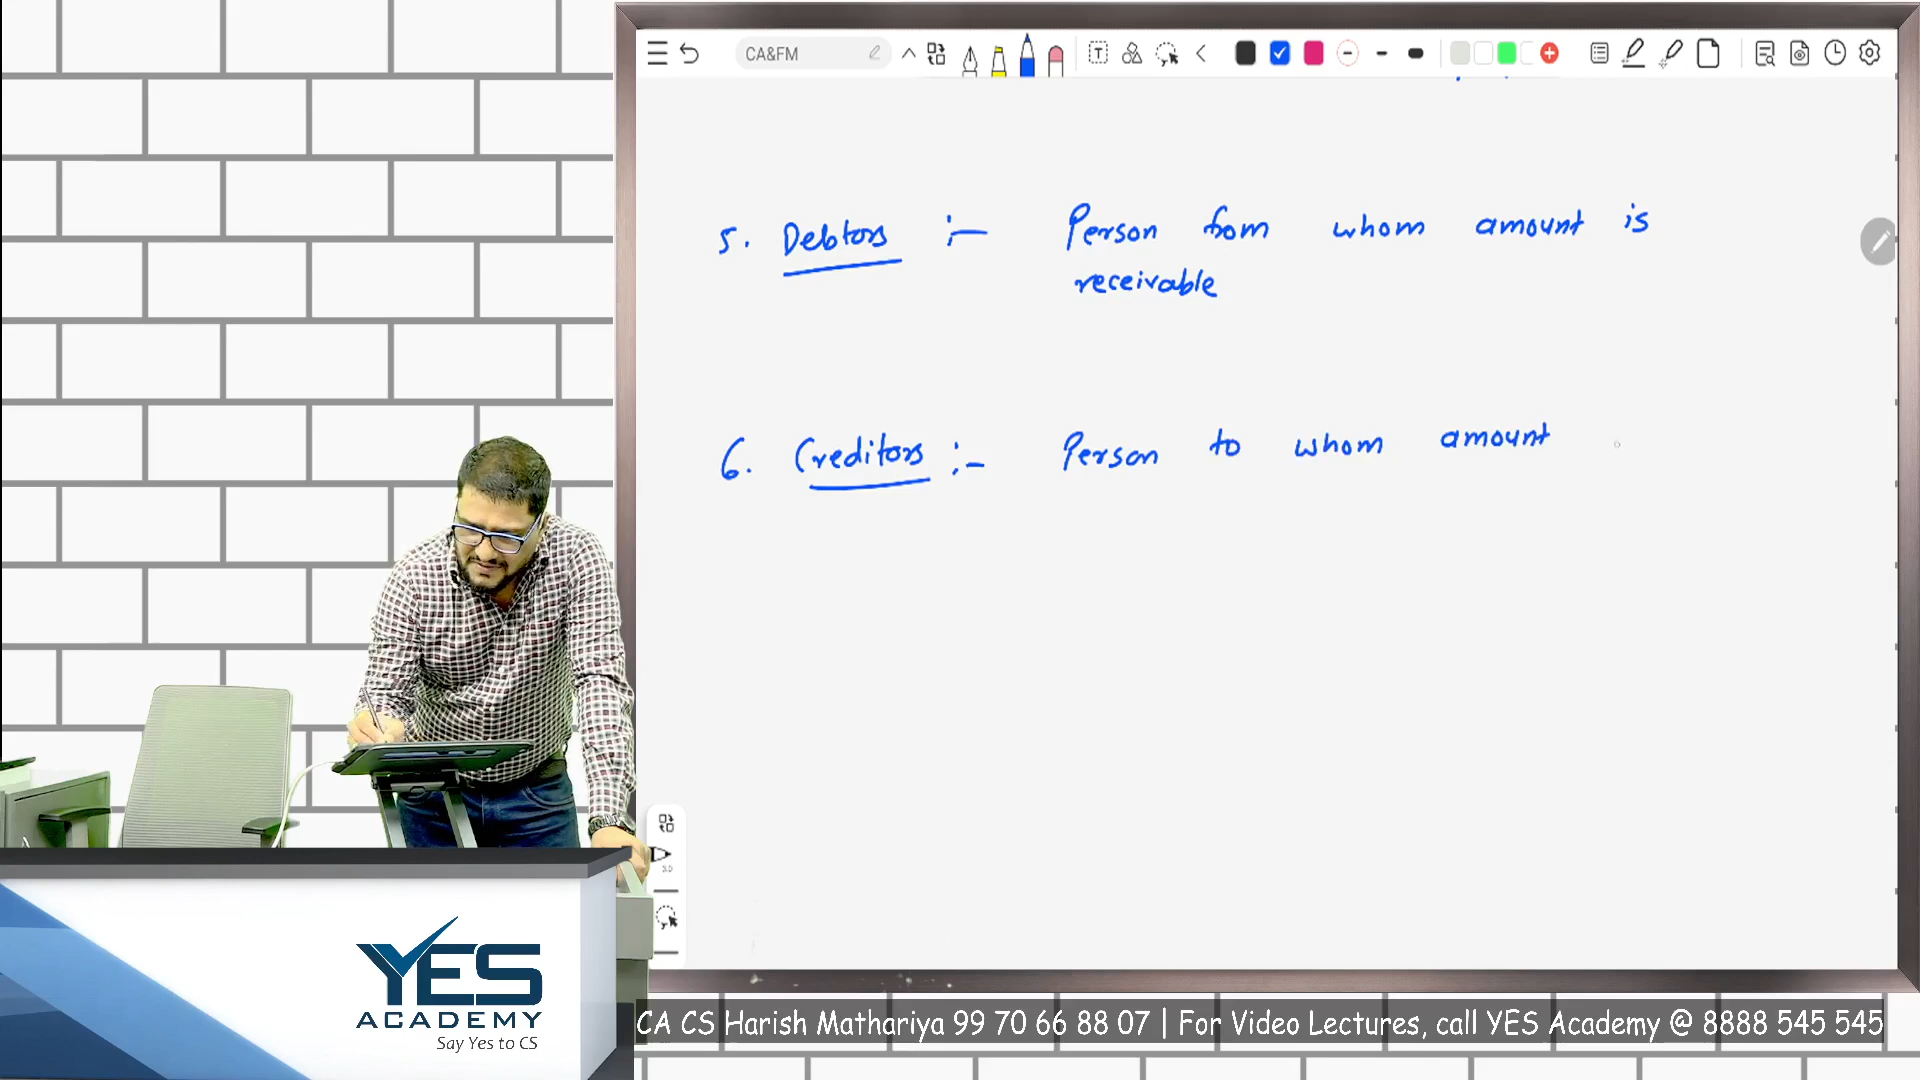 CA&FM
5. Debtors :- Person from whom amount is
receivable
6. Creditors :- Person to whom amount
YES
ACADEMY
Say Yes to CS
CA CS Harish Mathariya 99 70 66 88 07 | For Video Lectures, call YES Academy @ 8888 545 545